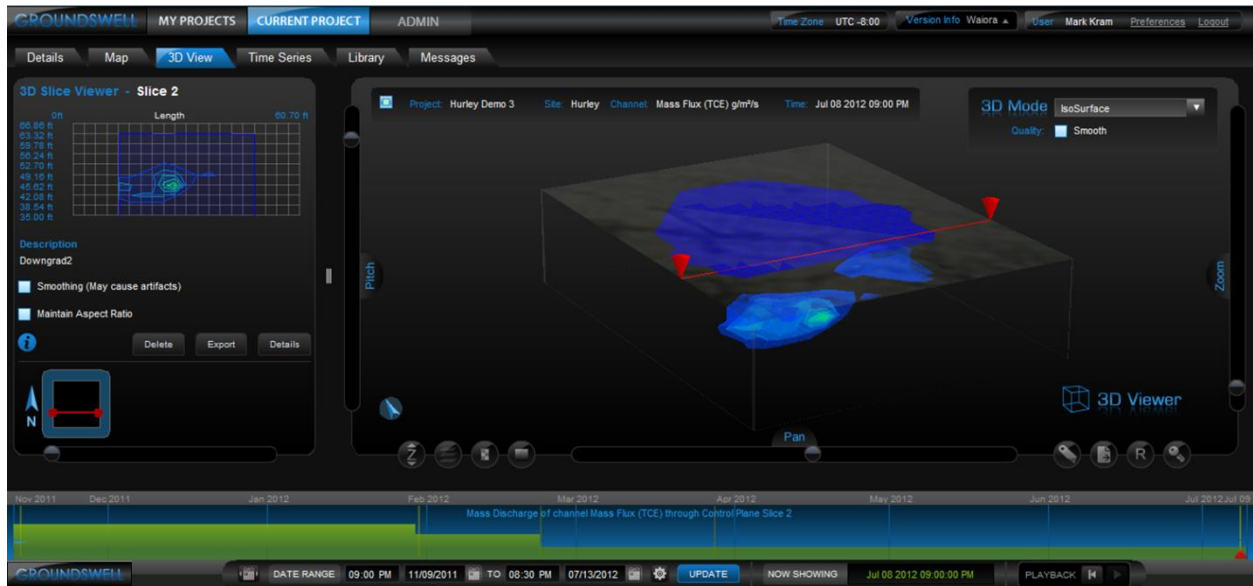 GROUNDSWELL MY PROJECTS CURRENT PROJECT ADMIN Time Zone UTC -8:00 Version Info Waiora User Mark Kram Preferences Logout
Details Map 3D View Time Series Library Messages
3D Slice Viewer - Slice 2
0ft Length 60.70 ft
66.86 ft
63.32 ft
59.78 ft
56.24 ft
52.70 ft
49.16 ft
45.62 ft
42.08 ft
38.54 ft
35.00 ft
Description
Downgrad2
Smoothing (May cause artifacts)
Maintain Aspect Ratio
Delete Export Details
N
Project: Hurley Demo 3 Site: Hurley Channel: Mass Flux (TCE) g/m²/s Time: Jul 08 2012 09:00 PM
3D Mode IsoSurface
Quality: Smooth
Pitch
Zoom
3D Viewer
Pan
Z
R
Nov 2011 Dec 2011 Jan 2012 Feb 2012 Mar 2012 Apr 2012 May 2012 Jun 2012 Jul 2012 Jul 09
Mass Discharge of channel Mass Flux (TCE) through Control Plane Slice 2
GROUNDSWELL DATE RANGE 09:00 PM 11/09/2011 TO 08:30 PM 07/13/2012 UPDATE NOW SHOWING Jul 08 2012 09:00:00 PM PLAYBACK